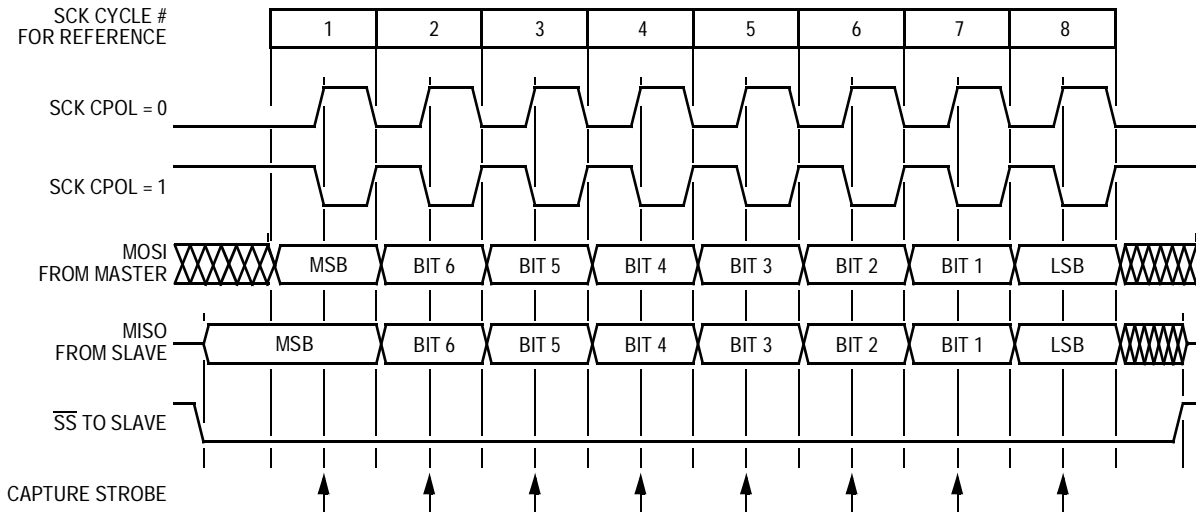 SCK CYCLE #
FOR REFERENCE
1 2 3 4 5 6 7 8
SCK CPOL = 0
SCK CPOL = 1
MOSI
FROM MASTER
MSB BIT 6 BIT 5 BIT 4 BIT 3 BIT 2 BIT 1 LSB
MISO
FROM SLAVE
MSB BIT 6 BIT 5 BIT 4 BIT 3 BIT 2 BIT 1 LSB
S̅S̅ TO SLAVE
CAPTURE STROBE